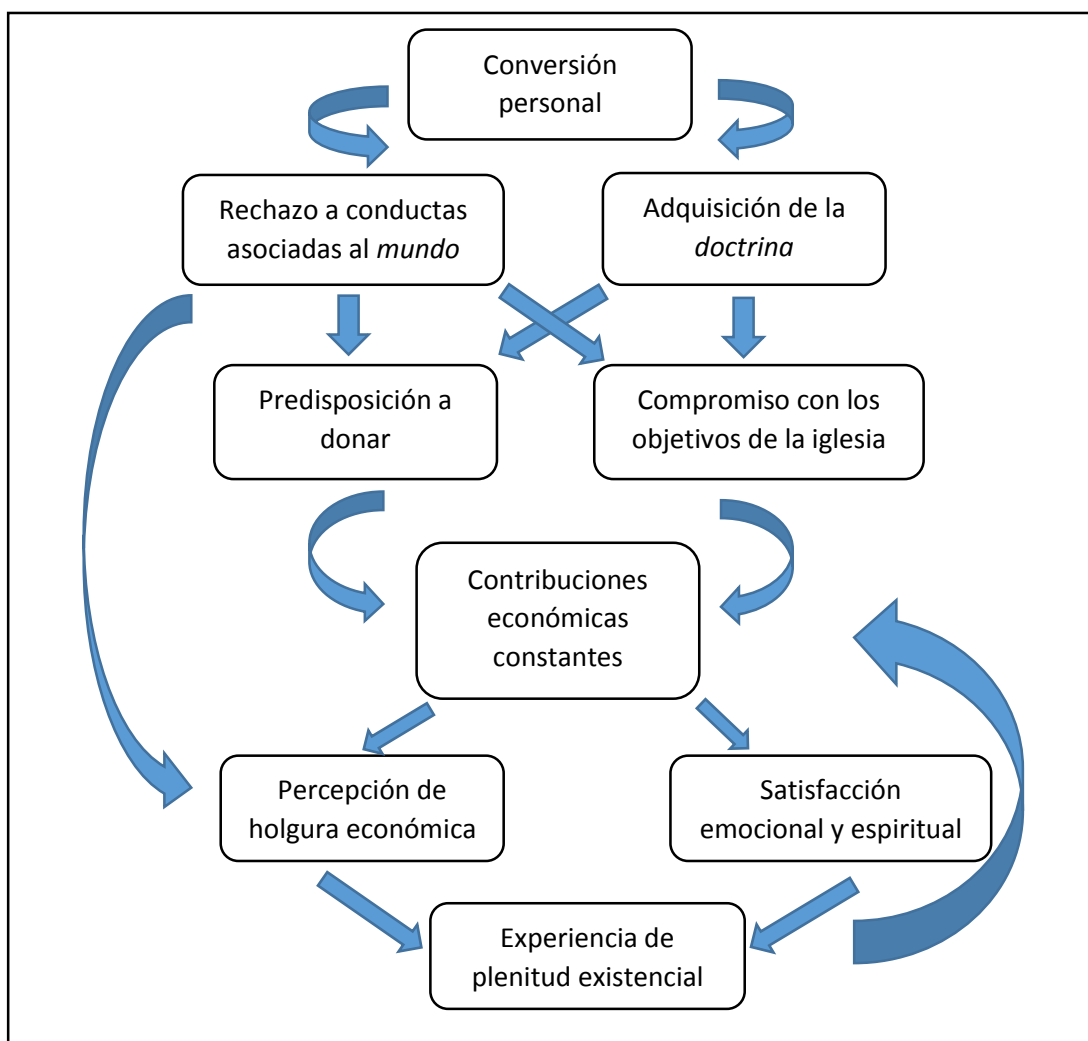 Conversión
personal
Rechazo a conductas
asociadas al mundo
Adquisición de la
doctrina
Predisposición a
donar
Compromiso con los
objetivos de la iglesia
Contribuciones
económicas
constantes
Percepción de
holgura económica
Satisfacción
emocional y espiritual
Experiencia de
plenitud existencial